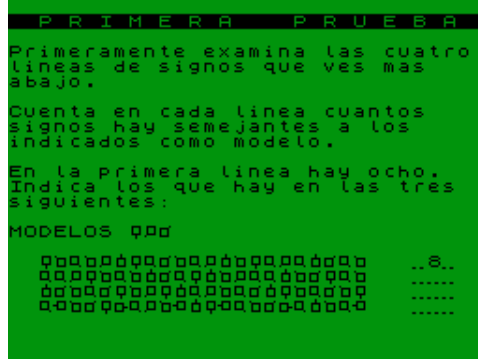 PRIMERA PRUEBA
Primeramente examina las cuatro
lineas de signos que ves mas
abajo.
Cuenta en cada linea cuantos
signos hay semejantes a los
indicados como modelo.
En la primera linea hay ocho.
Indica los que hay en las tres
siguientes:
MODELOS
..8..
......
......
......